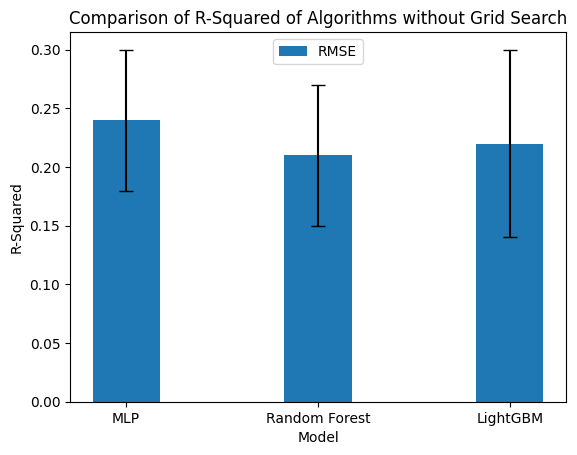 Comparison of R-Squared of Algorithms without Grid Search
RMSE
R-Squared
0.30
0.25
0.20
0.15
0.10
0.05
0.00
MLP
Random Forest
LightGBM
Model